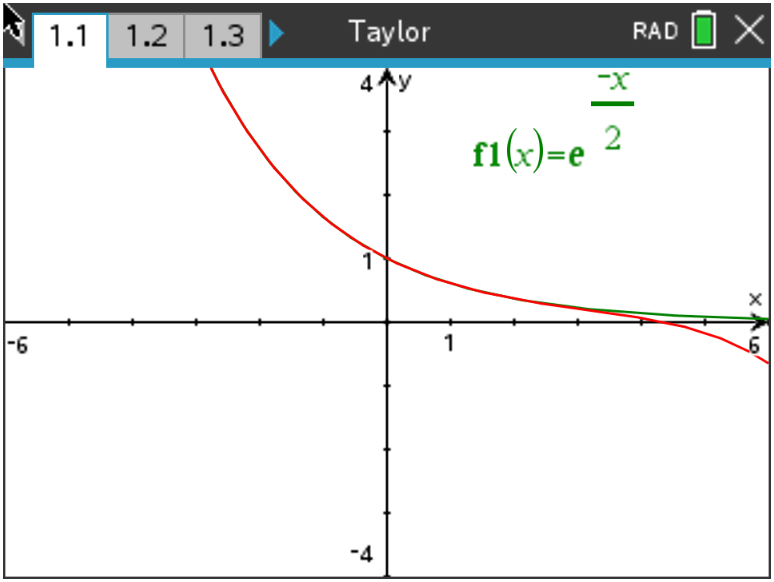 1.1 1.2 1.3 Taylor RAD
4 y
f1(x)=e^(-x/2)
1
x
-6 1 6
-4